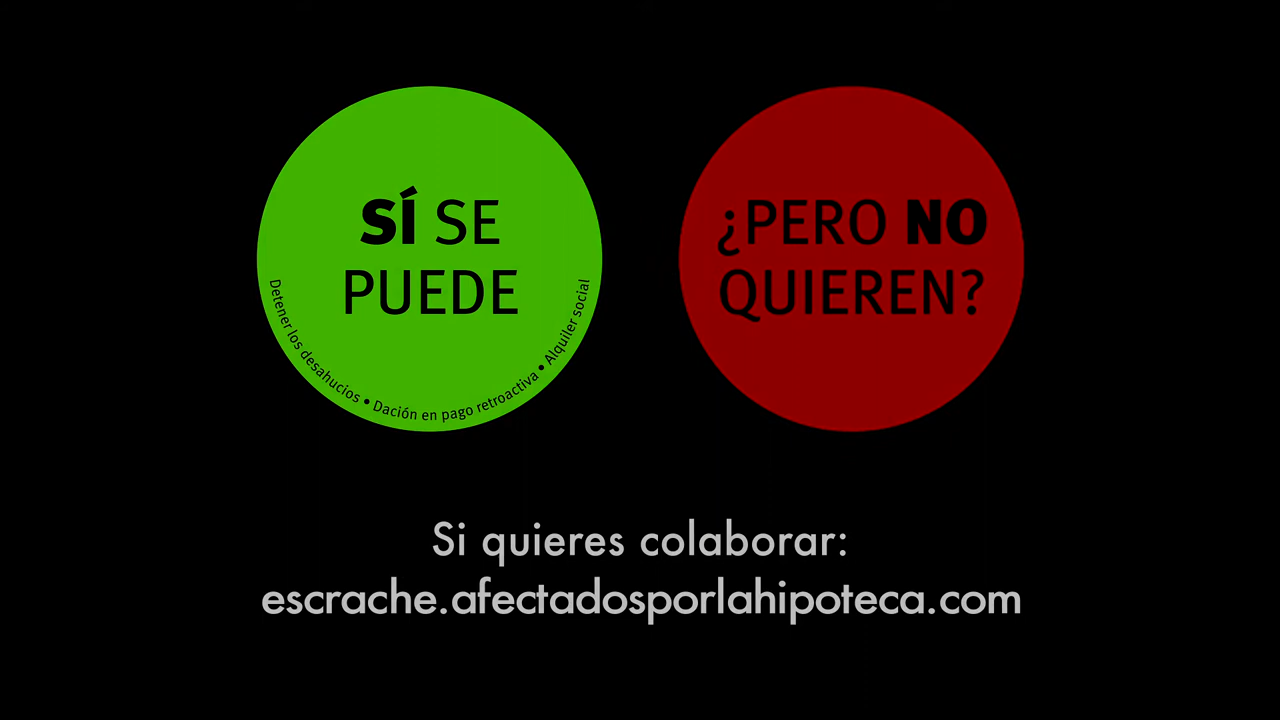 SÍ SE
PUEDE
Detener los desahucios • Dación en pago retroactiva • Alquiler social
¿PERO NO
QUIEREN?
Si quieres colaborar:
escrache.afectadosporlahipoteca.com